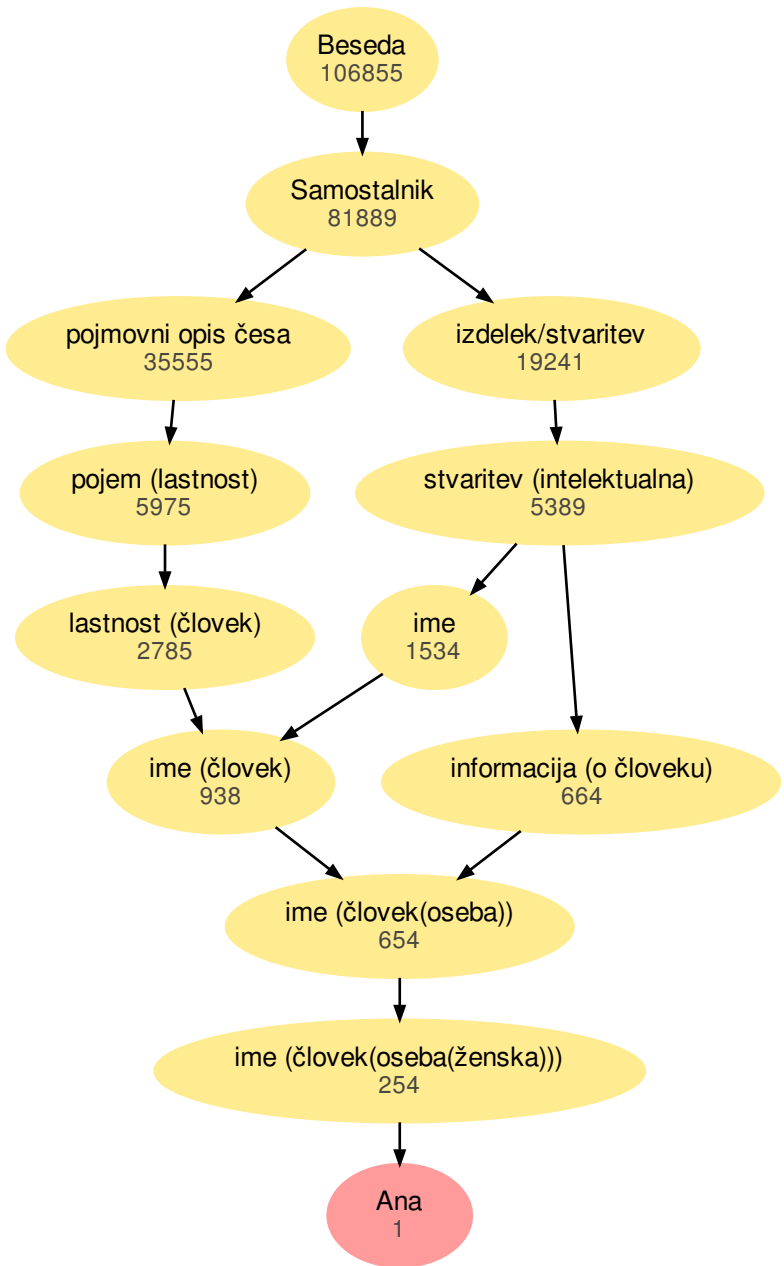 Beseda
106855
Samostalnik
81889
pojmovni opis česa
35555
izdelek/stvaritev
19241
pojem (lastnost)
5975
stvaritev (intelektualna)
5389
lastnost (človek)
2785
ime
1534
ime (človek)
938
informacija (o človeku)
664
ime (človek(oseba))
654
ime (človek(oseba(ženska)))
254
Ana
1